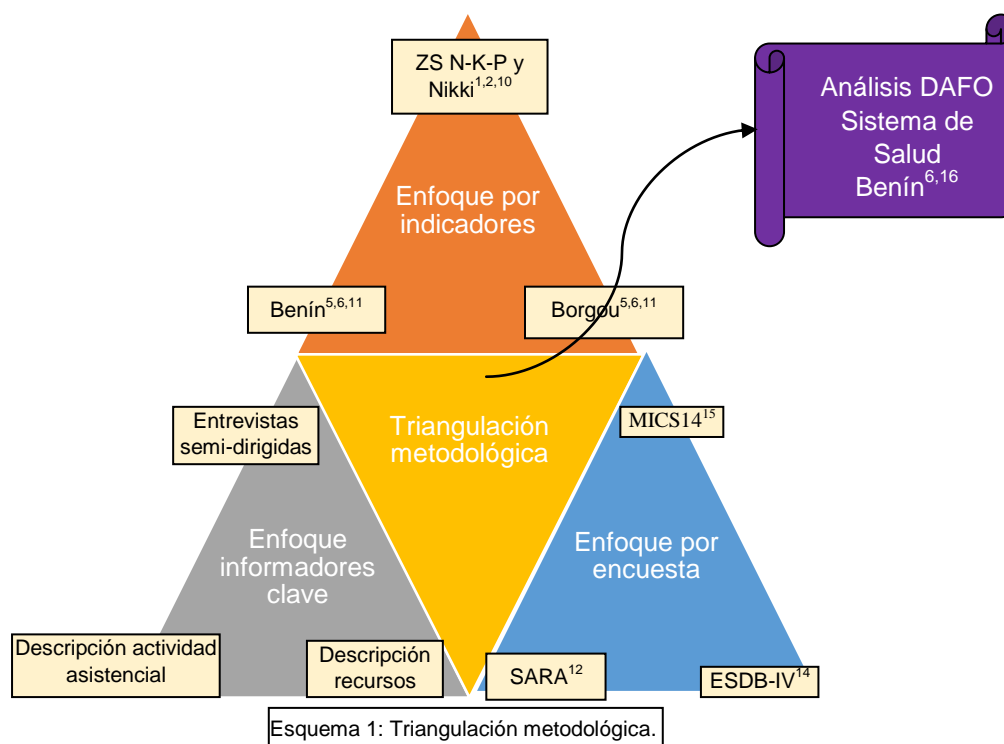 ZS N-K-P y
Nikki1,2,10
Análisis DAFO
Sistema de
Salud
Benín6,16
Enfoque por
indicadores
Benín5,6,11
Borgou5,6,11
Entrevistas
semi-dirigidas
Triangulación
metodológica
MICS1415
Enfoque
informadores
clave
Enfoque por
encuesta
Descripción actividad
asistencial
Descripción
recursos
SARA12
ESDB-IV14
Esquema 1: Triangulación metodológica.